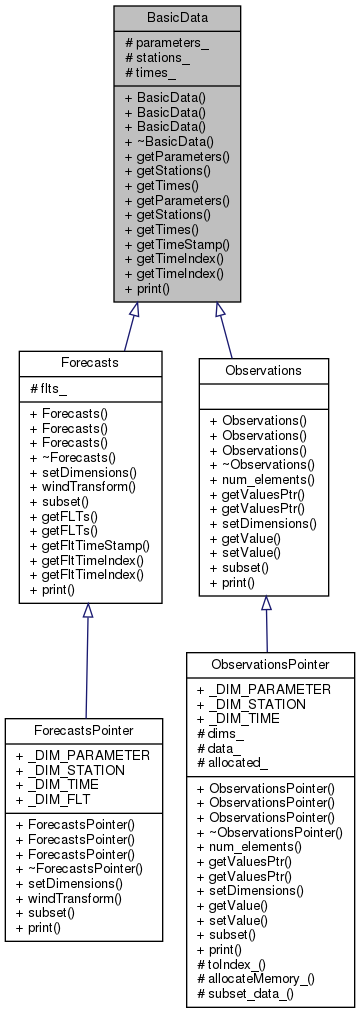 BasicData
# parameters_
# stations_
# times_
+ BasicData()
+ BasicData()
+ BasicData()
+ ~BasicData()
+ getParameters()
+ getStations()
+ getTimes()
+ getParameters()
+ getStations()
+ getTimes()
+ getTimeStamp()
+ getTimeIndex()
+ getTimeIndex()
+ print()
Forecasts
# flts_
+ Forecasts()
+ Forecasts()
+ Forecasts()
+ ~Forecasts()
+ setDimensions()
+ windTransform()
+ subset()
+ getFLTs()
+ getFLTs()
+ getFltTimeStamp()
+ getFltTimeIndex()
+ getFltTimeIndex()
+ print()
Observations
+ Observations()
+ Observations()
+ Observations()
+ ~Observations()
+ num_elements()
+ getValuesPtr()
+ getValuesPtr()
+ setDimensions()
+ getValue()
+ setValue()
+ subset()
+ print()
ForecastsPointer
+ _DIM_PARAMETER
+ _DIM_STATION
+ _DIM_TIME
+ _DIM_FLT
+ ForecastsPointer()
+ ForecastsPointer()
+ ForecastsPointer()
+ ~ForecastsPointer()
+ setDimensions()
+ windTransform()
+ subset()
+ print()
ObservationsPointer
+ _DIM_PARAMETER
+ _DIM_STATION
+ _DIM_TIME
# dims_
# data_
# allocated_
+ ObservationsPointer()
+ ObservationsPointer()
+ ObservationsPointer()
+ ~ObservationsPointer()
+ num_elements()
+ getValuesPtr()
+ getValuesPtr()
+ setDimensions()
+ getValue()
+ setValue()
+ subset()
+ print()
# toIndex_()
# allocateMemory_()
# subset_data_()